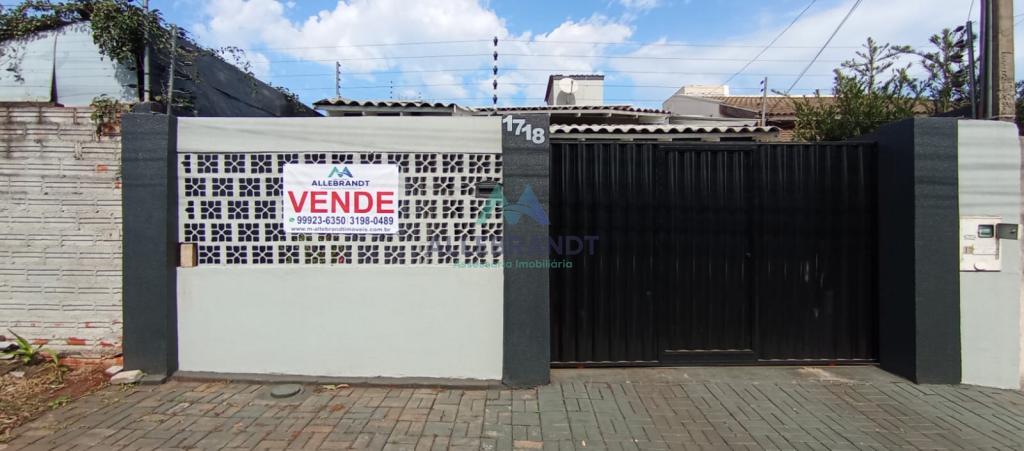 1718
ALLEBRANDT
VENDE
99923-6350 | 3198-0489
www.m-allebrandtimoveis.com.br
ALLEBRANDT
Assessoria Imobiliária